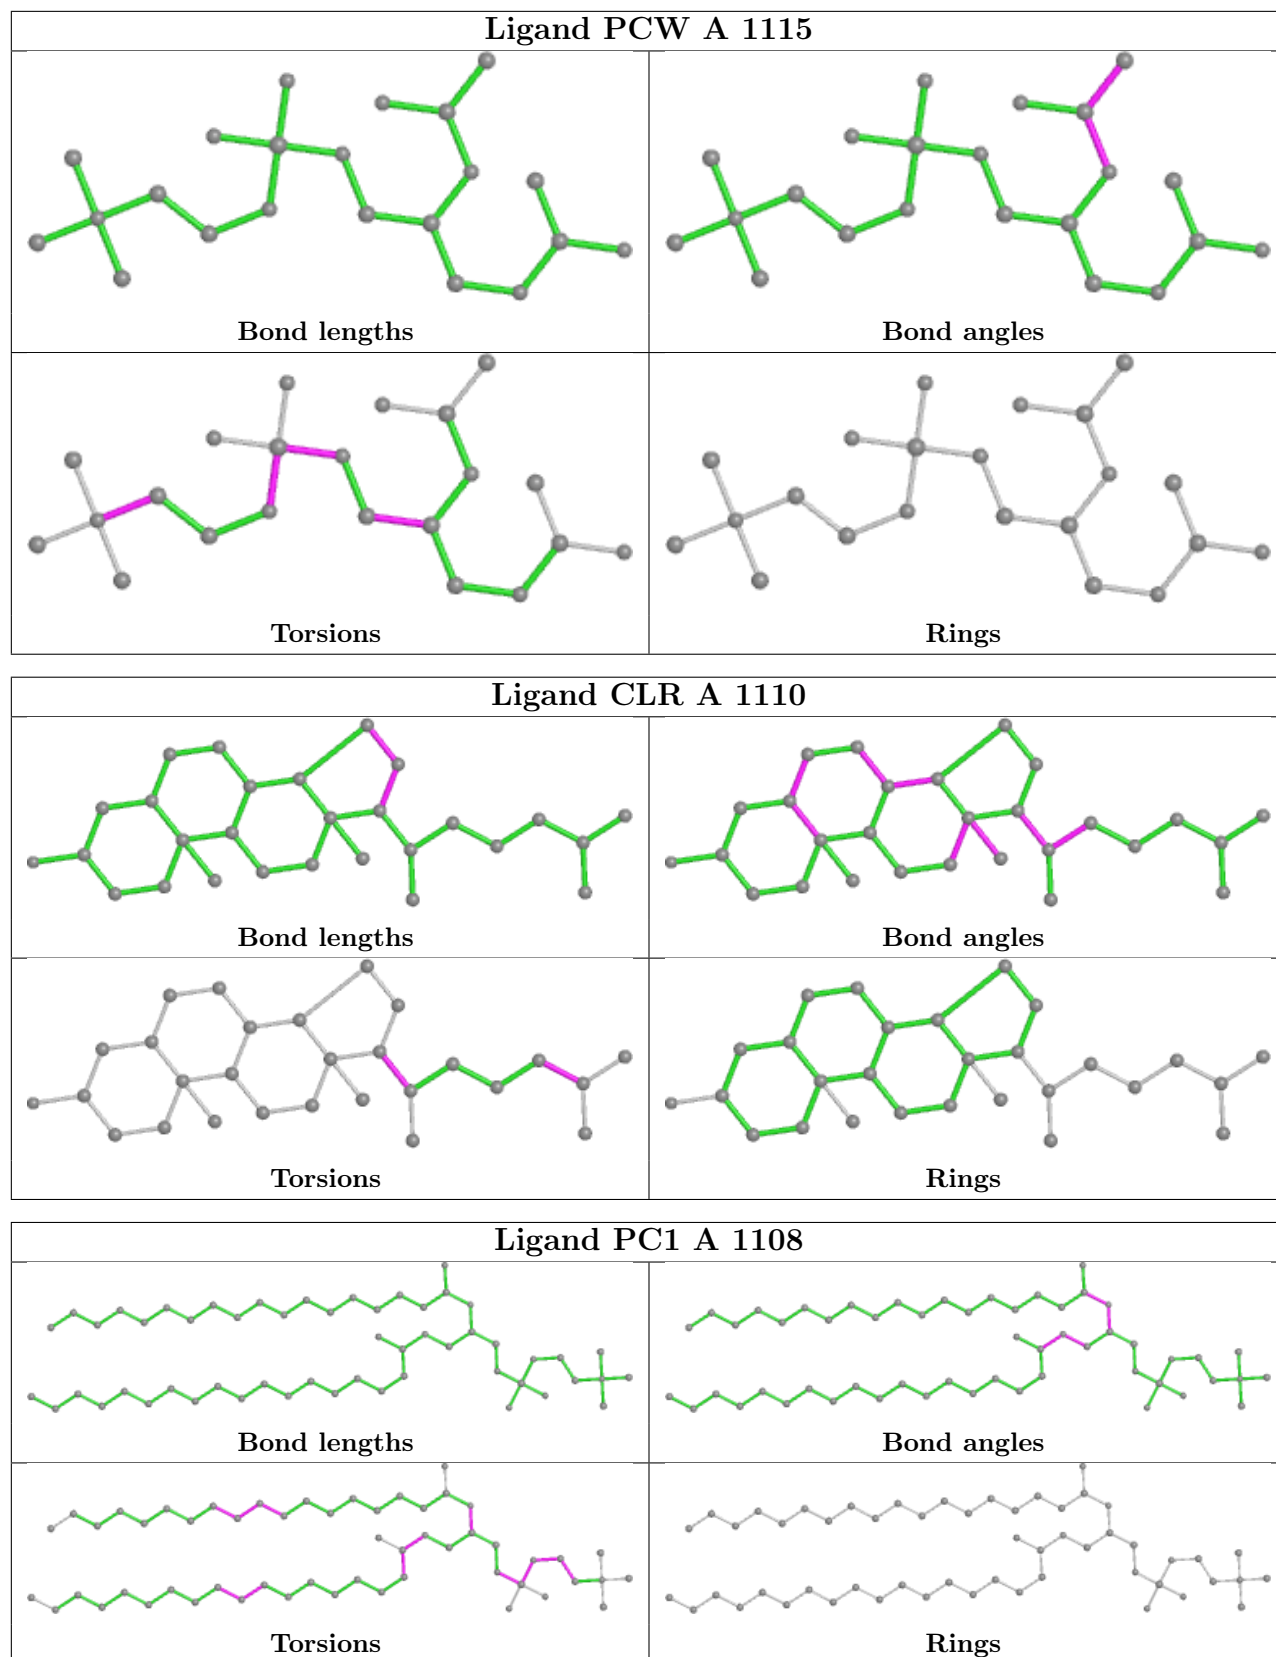 Ligand PCW A 1115
Bond lengths
Bond angles
Torsions
Rings
Ligand CLR A 1110
Bond lengths
Bond angles
Torsions
Rings
Ligand PC1 A 1108
Bond lengths
Bond angles
Torsions
Rings